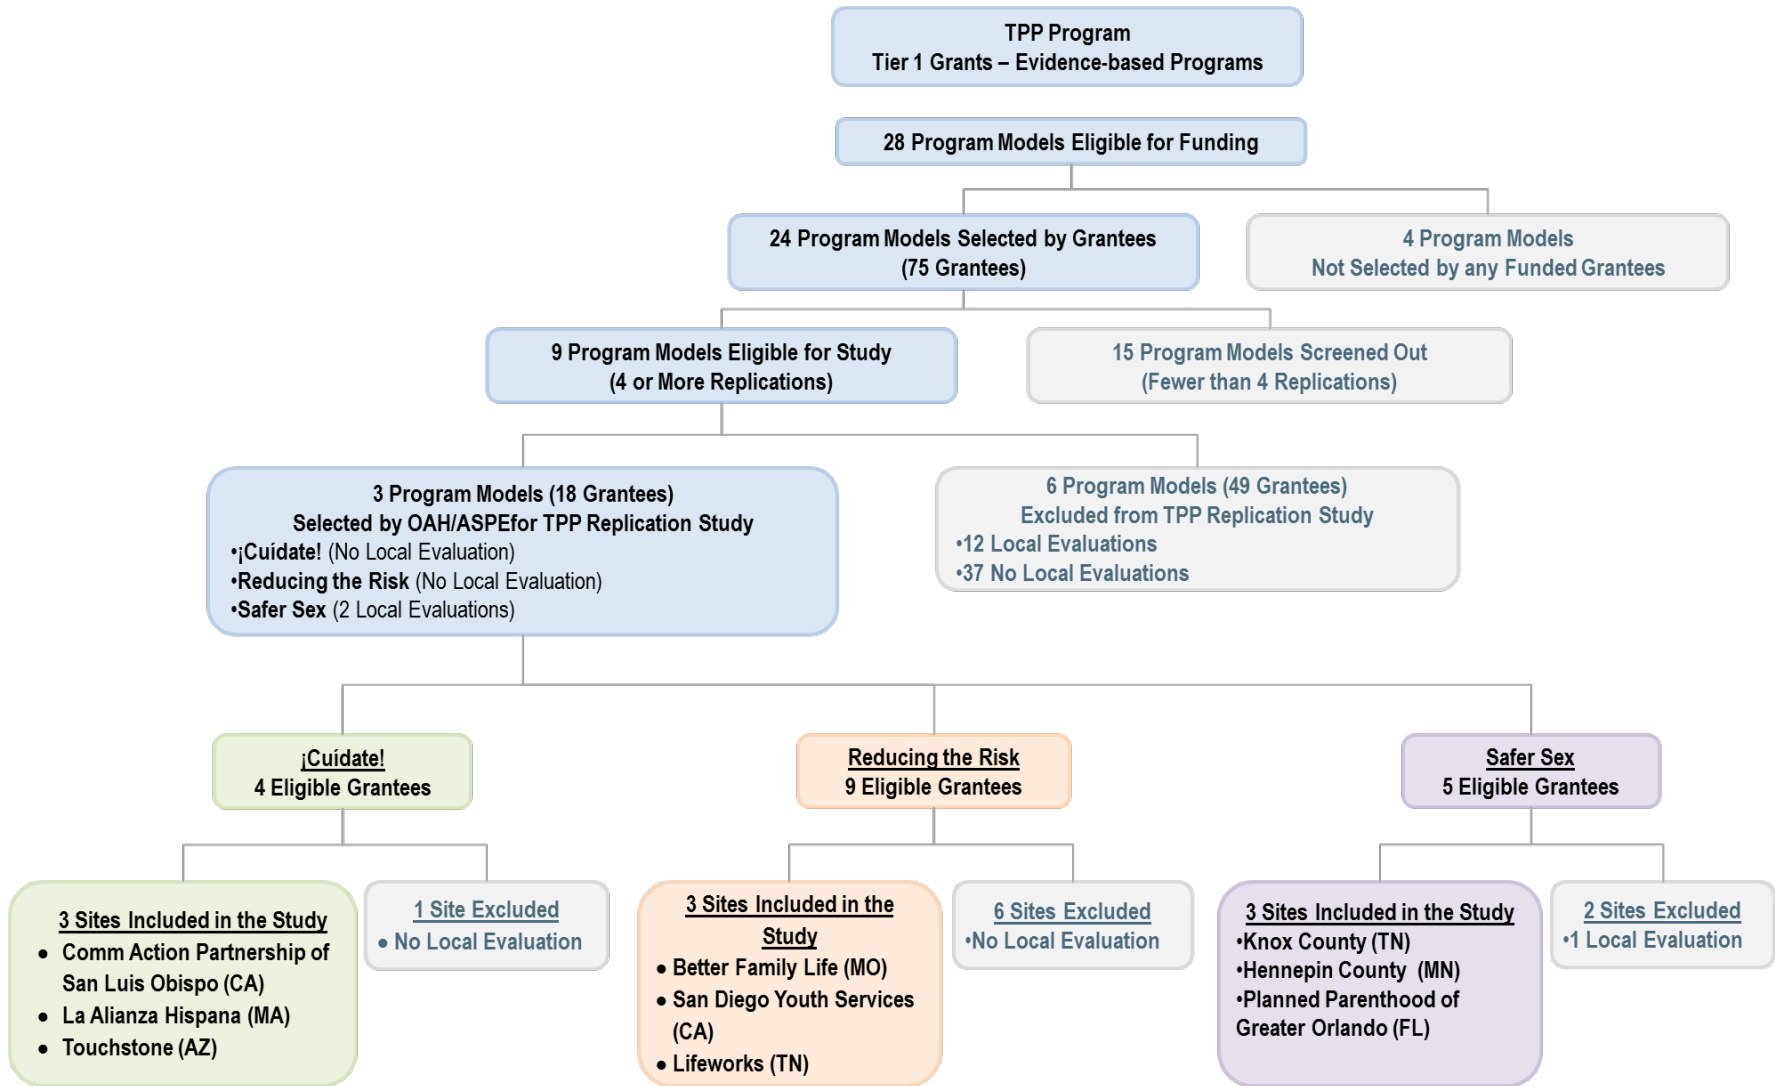 TPP Program
Tier 1 Grants – Evidence-based Programs
28 Program Models Eligible for Funding
24 Program Models Selected by Grantees
(75 Grantees)
4 Program Models
Not Selected by any Funded Grantees
9 Program Models Eligible for Study
(4 or More Replications)
15 Program Models Screened Out
(Fewer than 4 Replications)
3 Program Models (18 Grantees)
Selected by OAH/ASPEfor TPP Replication Study
•¡Cuídate! (No Local Evaluation)
•Reducing the Risk (No Local Evaluation)
•Safer Sex (2 Local Evaluations)
6 Program Models (49 Grantees)
Excluded from TPP Replication Study
•12 Local Evaluations
•37 No Local Evaluations
¡Cuídate!
4 Eligible Grantees
Reducing the Risk
9 Eligible Grantees
Safer Sex
5 Eligible Grantees
3 Sites Included in the Study
● Comm Action Partnership of
San Luis Obispo (CA)
● La Alianza Hispana (MA)
● Touchstone (AZ)
1 Site Excluded
● No Local Evaluation
3 Sites Included in the
Study
● Better Family Life (MO)
● San Diego Youth Services
(CA)
● Lifeworks (TN)
6 Sites Excluded
•No Local Evaluation
3 Sites Included in the Study
•Knox County (TN)
•Hennepin County (MN)
•Planned Parenthood of
Greater Orlando (FL)
2 Sites Excluded
•1 Local Evaluation